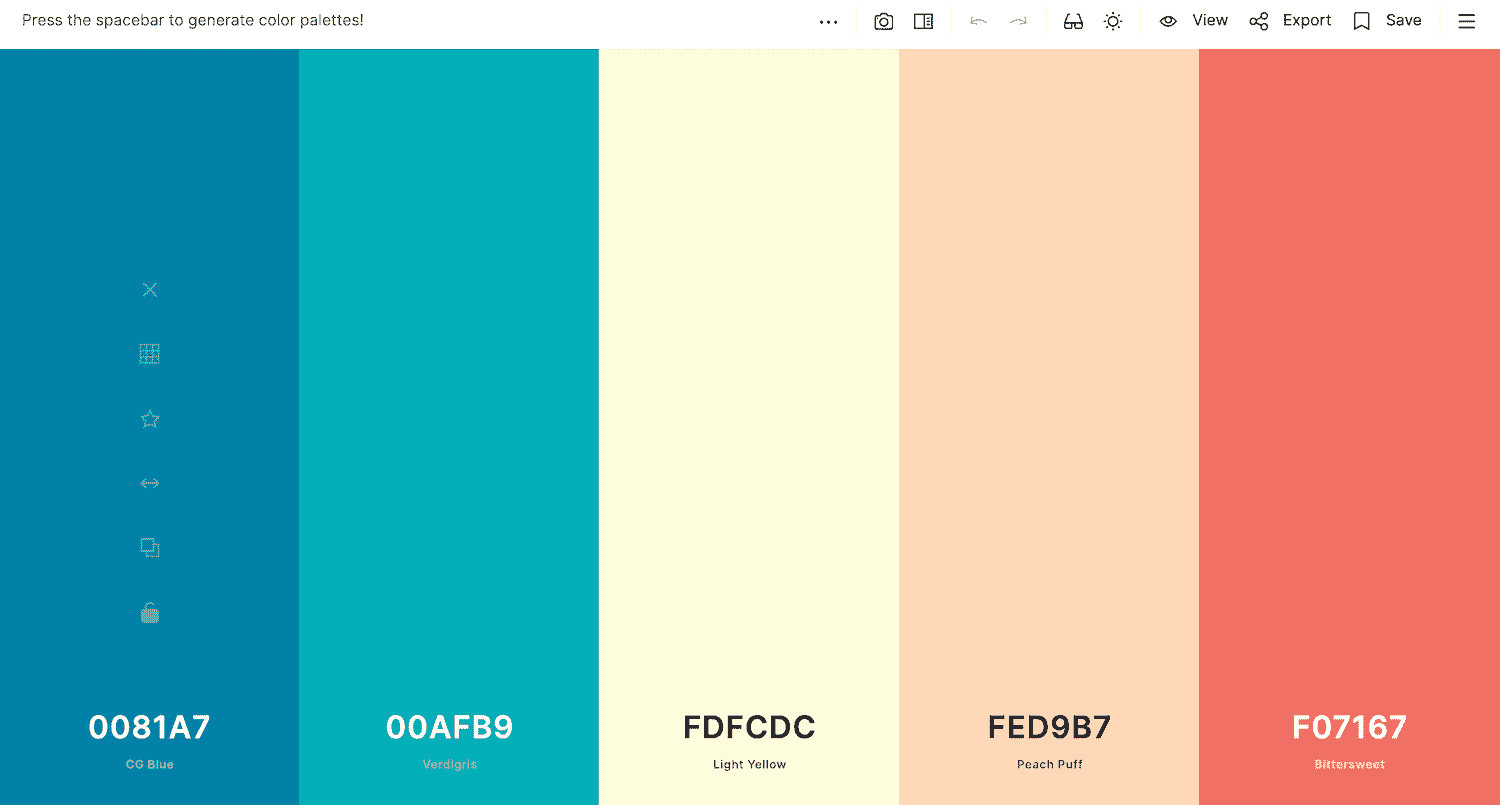 Press the spacebar to generate color palettes!
View
Export
Save
0081A7
CG Blue
00AFB9
Verdigris
FDFCDC
Light Yellow
FED9B7
Peach Puff
F07167
Bittersweet